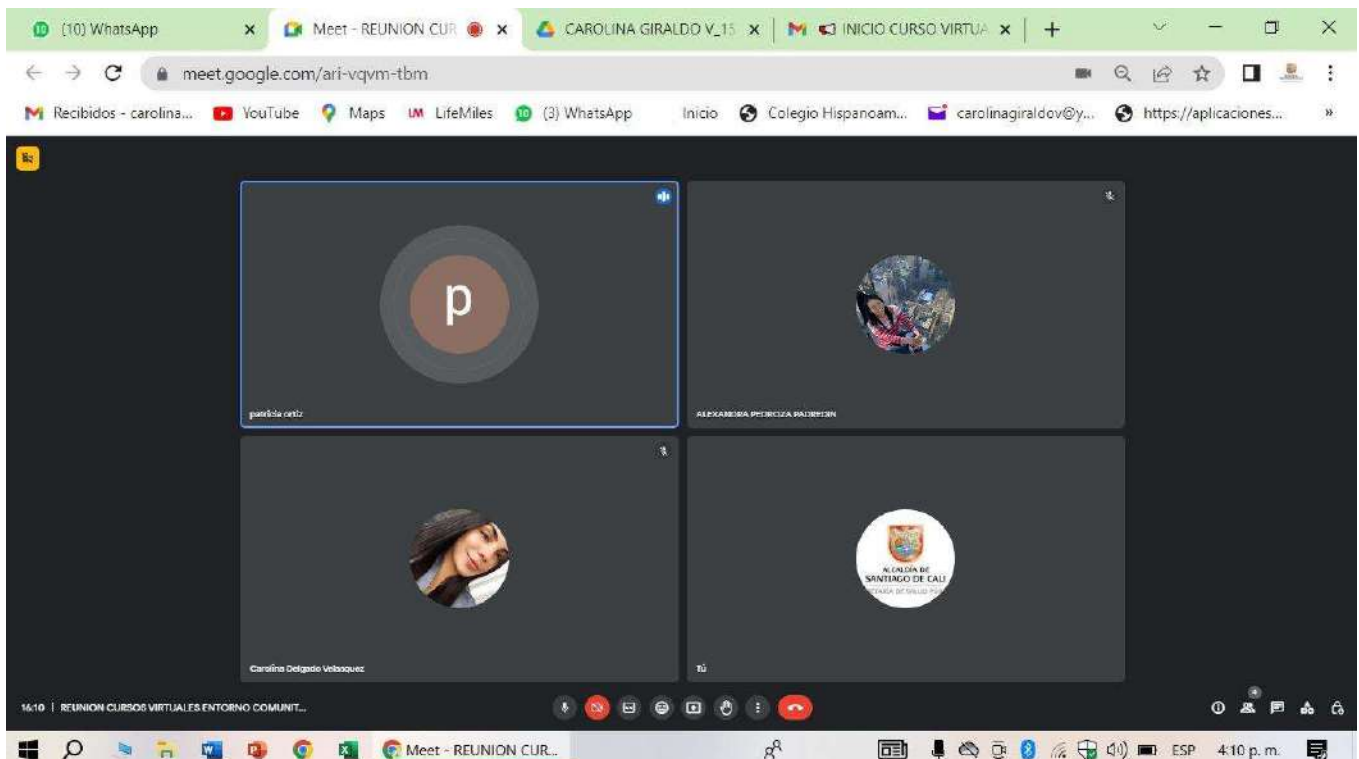 (10) WhatsApp
Meet - REUNION CUR
CAROLINA GIRALDO V_15
INICIO CURSO VIRTUA
meet.google.com/ari-vqvm-tbm
Recibidos - carolina...
YouTube
Maps
LifeMiles
(3) WhatsApp
Inicio
Colegio Hispanoam...
carolinagiraldov@y...
https://aplicaciones...
p
patricia ortiz
ALEXANDRA PEDROZA
Carolina Delgado Velasquez
ALCALDÍA DE
SANTIAGO DE CALI
Tú
16:10 | REUNION CURSOS VIRTUALES ENTORNO COMUNIT...
4
Meet - REUNION CUR...
ESP
4:10 p. m.